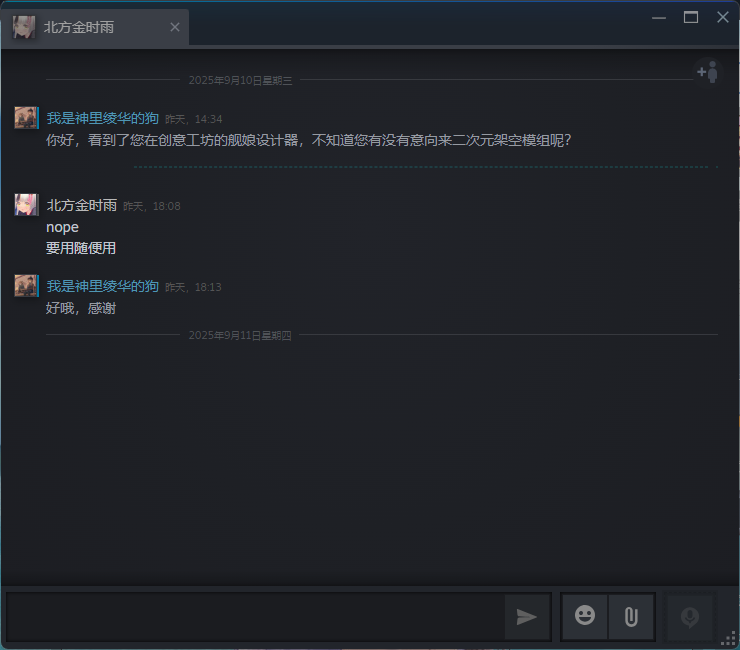 北方金时雨
2025年9月10日星期三
我是神里绫华的狗 昨天，14:34
你好，看到了您在创意工坊的舰娘设计器，不知道您有没有意向来二次元架空模组呢？
北方金时雨 昨天，18:08
nope
要用随便用
我是神里绫华的狗 昨天，18:13
好哦，感谢
2025年9月11日星期四